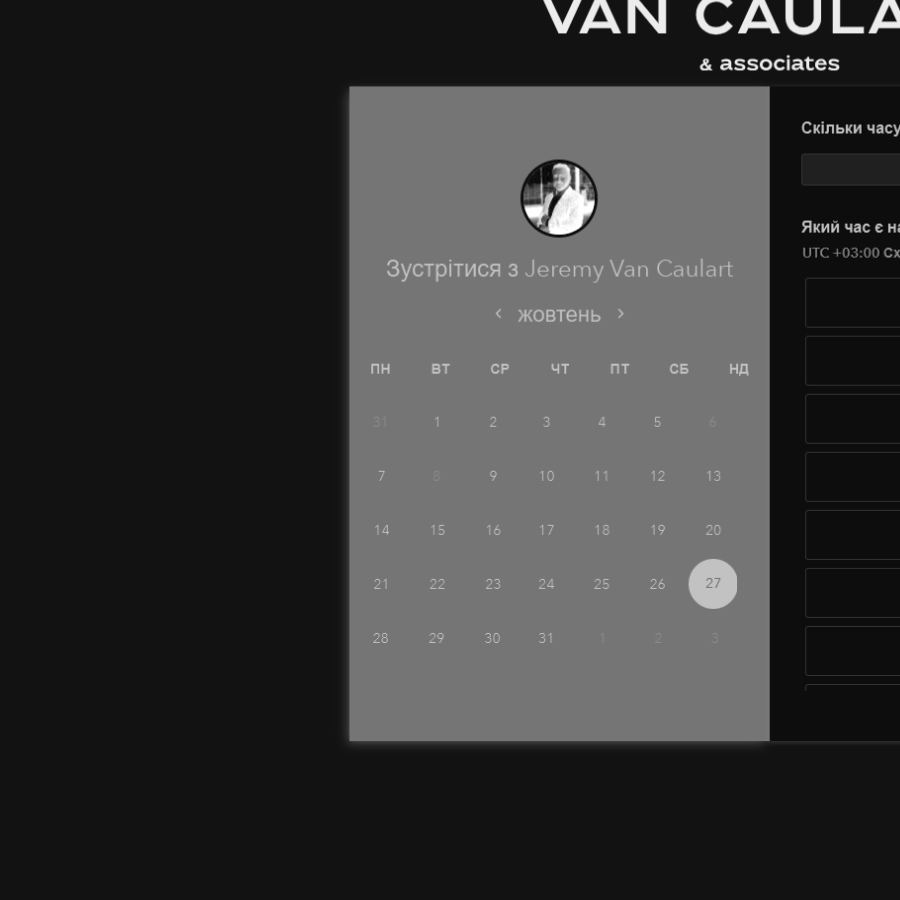 VAN CAULA
& associates
Зустрітися з Jeremy Van Caulart
< жовтень >
ПН ВТ СР ЧТ ПТ СБ НД
31 1 2 3 4 5 6
7 8 9 10 11 12 13
14 15 16 17 18 19 20
21 22 23 24 25 26 27
28 29 30 31 1 2 3
Скільки часу
Який час є на
UTC +03:00 Сх